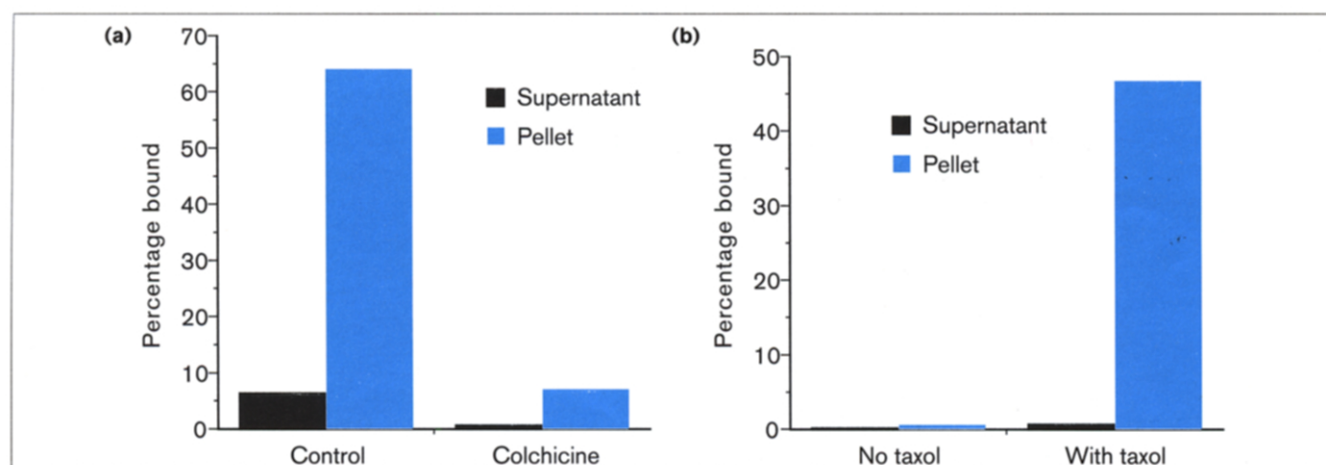 (a)
70
60
50
40
30
20
10
0
Percentage bound
Supernatant
Pellet
Control
Colchicine
(b)
50
40
30
20
10
0
Percentage bound
Supernatant
Pellet
No taxol
With taxol